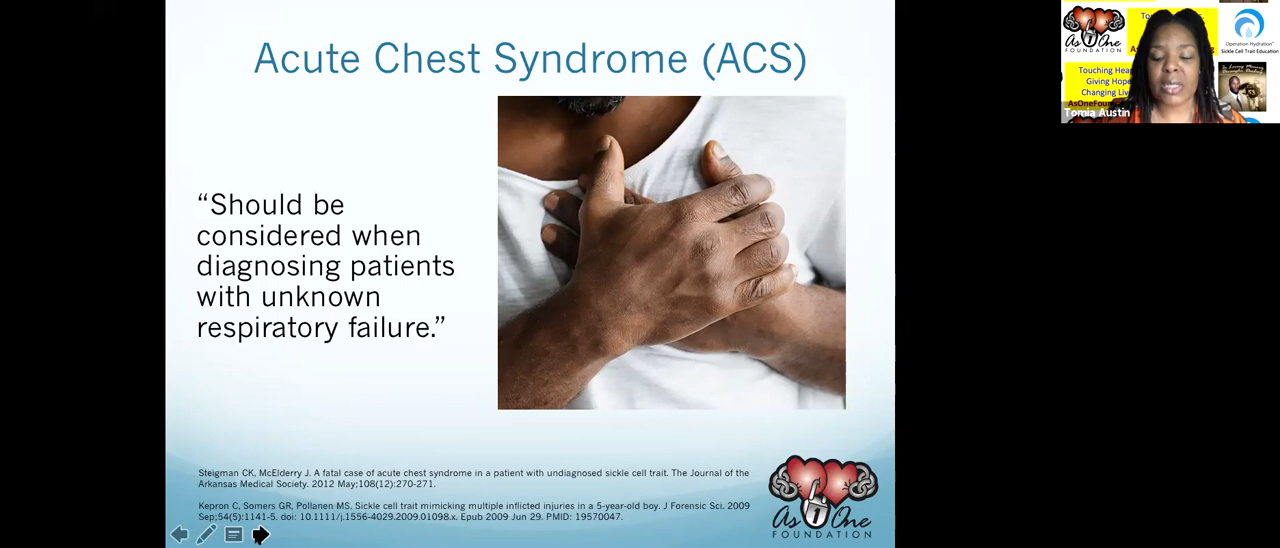 Acute Chest Syndrome (ACS)
“Should be
considered when
diagnosing patients
with unknown
respiratory failure.”
Steigman CK, McElderry J. A fatal case of acute chest syndrome in a patient with undiagnosed sickle cell trait. The Journal of the
Arkansas Medical Society. 2012 May;108(12):270-271.
Kepron C, Somers GR, Pollanen MS. Sickle cell trait mimicking multiple inflicted injuries in a 5-year-old boy. J Forensic Sci. 2009
Sep;54(5):1141-5. doi: 10.1111/j.1556-4029.2009.01098.x. Epub 2009 Jun 29. PMID: 19570047.
As One
FOUNDATION
As One
FOUNDATION
Touching
Giving
Changing
Tomia Austin
Operation Hydration™
Sickle Cell Trait Education